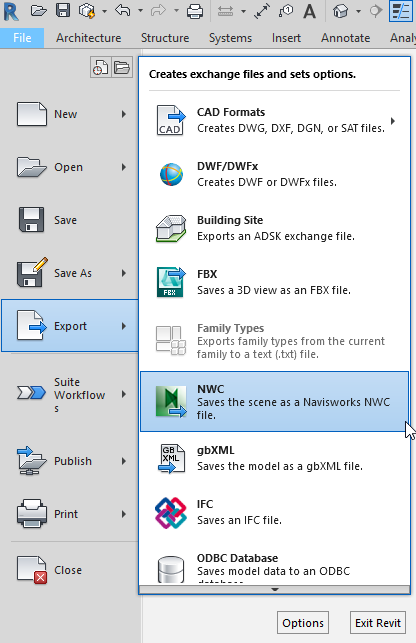 File Architecture Structure Systems Insert Annotate
Creates exchange files and sets options.
New
Open
Save
Save As
Export
Suite
Workflow
s
Publish
Print
Close
CAD
CAD Formats
Creates DWG, DXF, DGN, or SAT files.
DWF/DWFx
Creates DWF or DWFx files.
Building Site
Exports an ADSK exchange file.
FBX
FBX
Saves a 3D view as an FBX file.
Family Types
Exports family types from the current
family to a text (.txt) file.
NWC
Saves the scene as a Navisworks NWC
file.
GB
XML
gbXML
Saves the model as a gbXML file.
IFC
Saves an IFC file.
ODBC Database
Saves model data to an ODBC
database.
Options Exit Revit